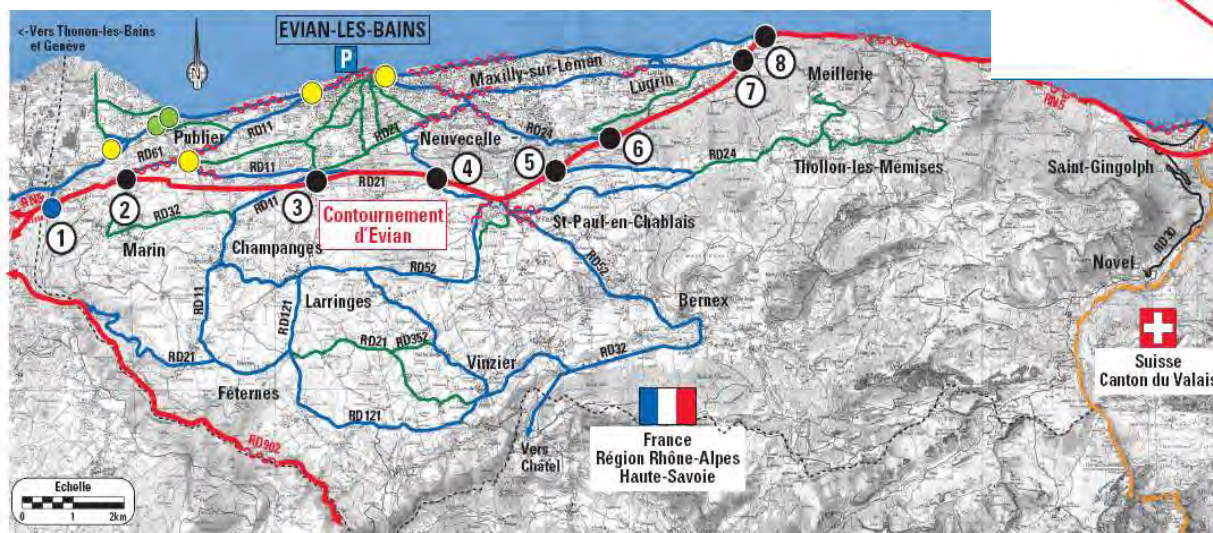 <-Vers Thonon-les-Bains
et Genève
EVIAN-LES-BAINS
P
N
Maxilly-sur-Léman
Lugrin
8
Meillerie
7
RN5
Publier
RD11
RD21
Neuvecelle
RD24
6
RD61
RD11
5
RD24
Thollon-les-Mémises
Saint-Gingolph
RN5
1
2
RD32
3
RD21
4
RD11
Contournement
d'Evian
St-Paul-en-Chablais
Marin
Champanges
RD30
RD52
RD52
Novel
RD11
RD121
Larringes
Bernex
RD21
RD21
RD352
Vinzier
RD32
Suisse
Canton du Valais
Féternes
RD121
RD902
Vers
Châtel
France
Région Rhône-Alpes
Haute-Savoie
Echelle
0 1 2km